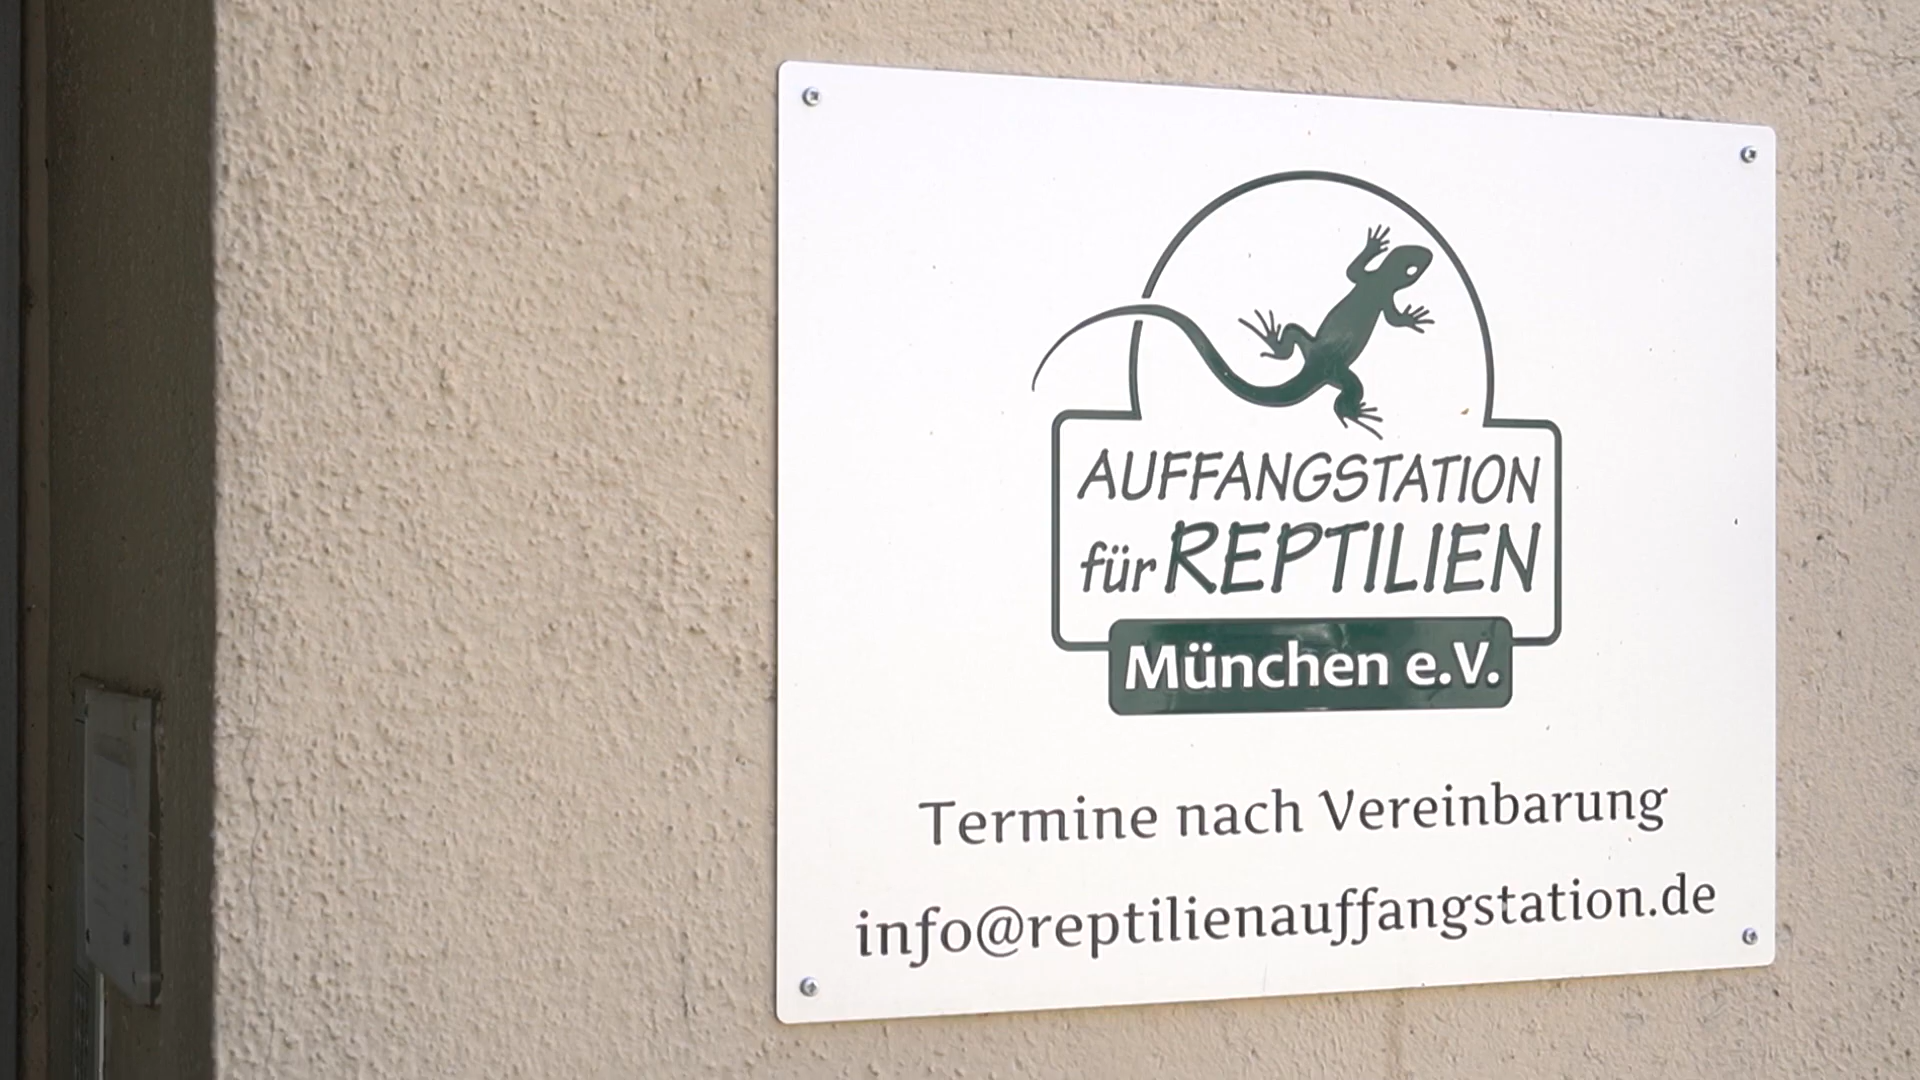 AUFFANGSTATION
für REPTILIEN
München e.V.
Termine nach Vereinbarung
info@reptilienauffangstation.de